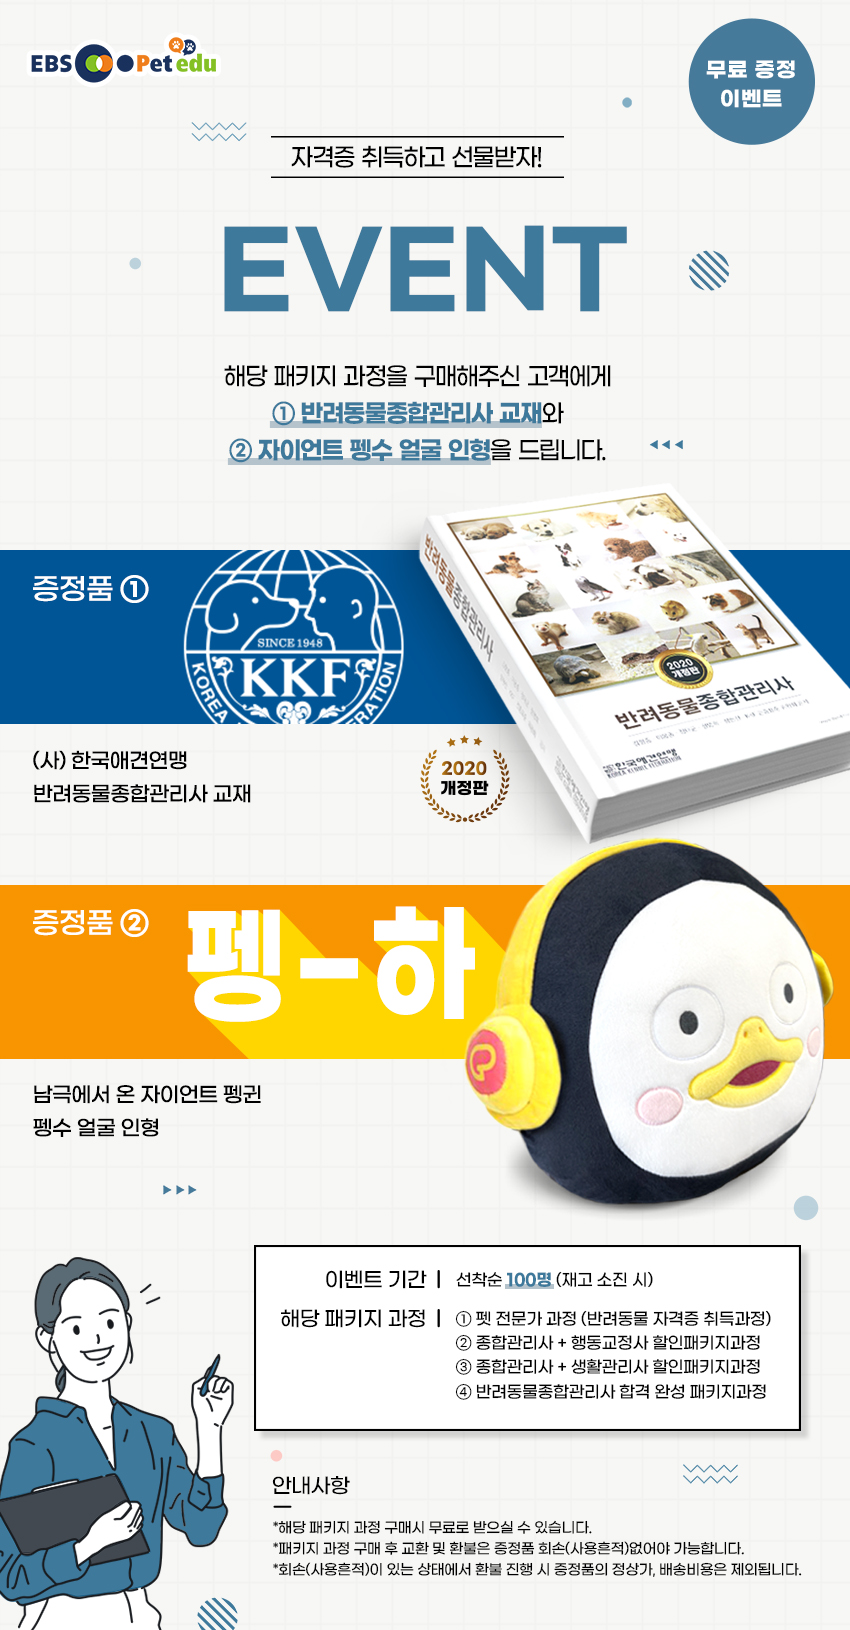 EBS Pet edu
무료 증정
이벤트
자격증 취득하고 선물받자!
EVENT
해당 패키지 과정을 구매해주신 고객에게
① 반려동물종합관리사 교재와
② 자이언트 펭수 얼굴 인형을 드립니다.
증정품 ①
SINCE 1948
KKF
KOREA
반려동물종합관리사
2020
개정판
반려동물종합관리사
한국애견연맹
KOREA KENNEL FEDERATION
(사) 한국애견연맹
반려동물종합관리사 교재
2020
개정판
증정품 ②
펭-하
남극에서 온 자이언트 펭귄
펭수 얼굴 인형
이벤트 기간 | 선착순 100명 (재고 소진 시)
해당 패키지 과정 | ① 펫 전문가 과정 (반려동물 자격증 취득과정)
② 종합관리사 + 행동교정사 할인패키지과정
③ 종합관리사 + 생활관리사 할인패키지과정
④ 반려동물종합관리사 합격 완성 패키지과정
안내사항
*해당 패키지 과정 구매시 무료로 받으실 수 있습니다.
*패키지 과정 구매 후 교환 및 환불은 증정품 회손(사용흔적)없어야 가능합니다.
*회손(사용흔적)이 있는 상태에서 환불 진행 시 증정품의 정상가, 배송비용은 제외됩니다.